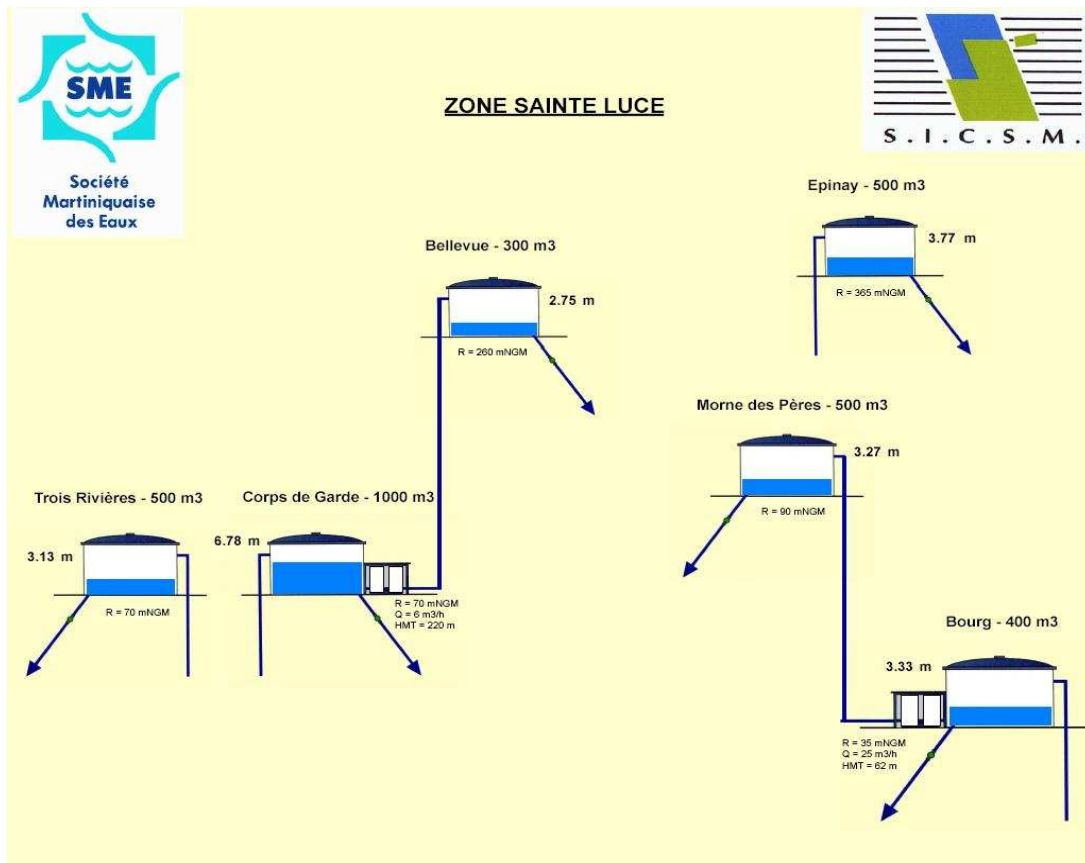 SME
Société
Martiniquaise
des Eaux
ZONE SAINTE LUCE
S.I.C.S.M.
Epinay - 500 m3
3.77 m
R = 365 mNGM
Bellevue - 300 m3
2.75 m
R = 260 mNGM
Morne des Pères - 500 m3
3.27 m
R = 90 mNGM
Trois Rivières - 500 m3
3.13 m
R = 70 mNGM
Corps de Garde - 1000 m3
6.78 m
R = 70 mNGM
Q = 6 m3/h
HMT = 220 m
Bourg - 400 m3
3.33 m
R = 35 mNGM
Q = 25 m3/h
HMT = 62 m